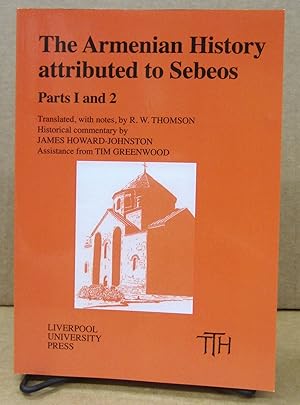 The Armenian History
attributed to Sebeos
Parts I and 2
Translated, with notes, by R. W. THOMSON
Historical commentary by
JAMES HOWARD-JOHNSTON
Assistance from TIM GREENWOOD
LIVERPOOL
UNIVERSITY
PRESS
TTH